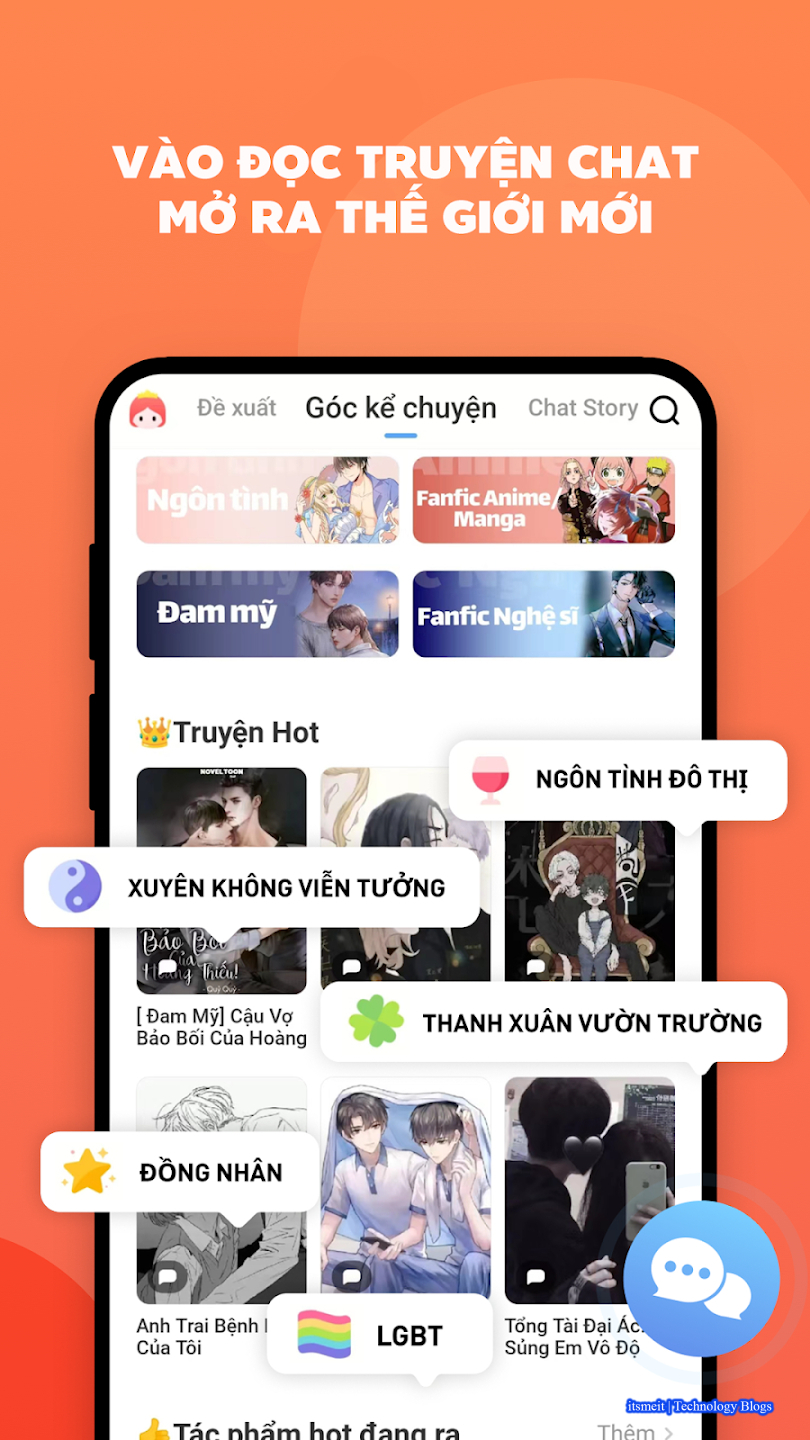 VÀO ĐỌC TRUYỆN CHAT
MỞ RA THẾ GIỚI MỚI
Đề xuất
Góc kể chuyện
Chat Story
Ngôn tình
Fanfic Anime/
Manga
Đam mỹ
Fanfic Nghệ sĩ
👑Truyện Hot
NOVELTOON
NGÔN TÌNH ĐÔ THỊ
XUYÊN KHÔNG VIỄN TƯỞNG
Bảo Bối
Của
Hoàng Thiếu!
- Quý Quý -
[ Đam Mỹ] Cậu Vợ
Bảo Bối Của Hoàng
THANH XUÂN VƯỜN TRƯỜNG
ĐỒNG NHÂN
Anh Trai Bệnh
Của Tôi
LGBT
Tổng Tài Đại Ác..
Sủng Em Vô Độ
itsmeit | Technology Blogs
👍Tác phẩm hot đang ra
Thêm >